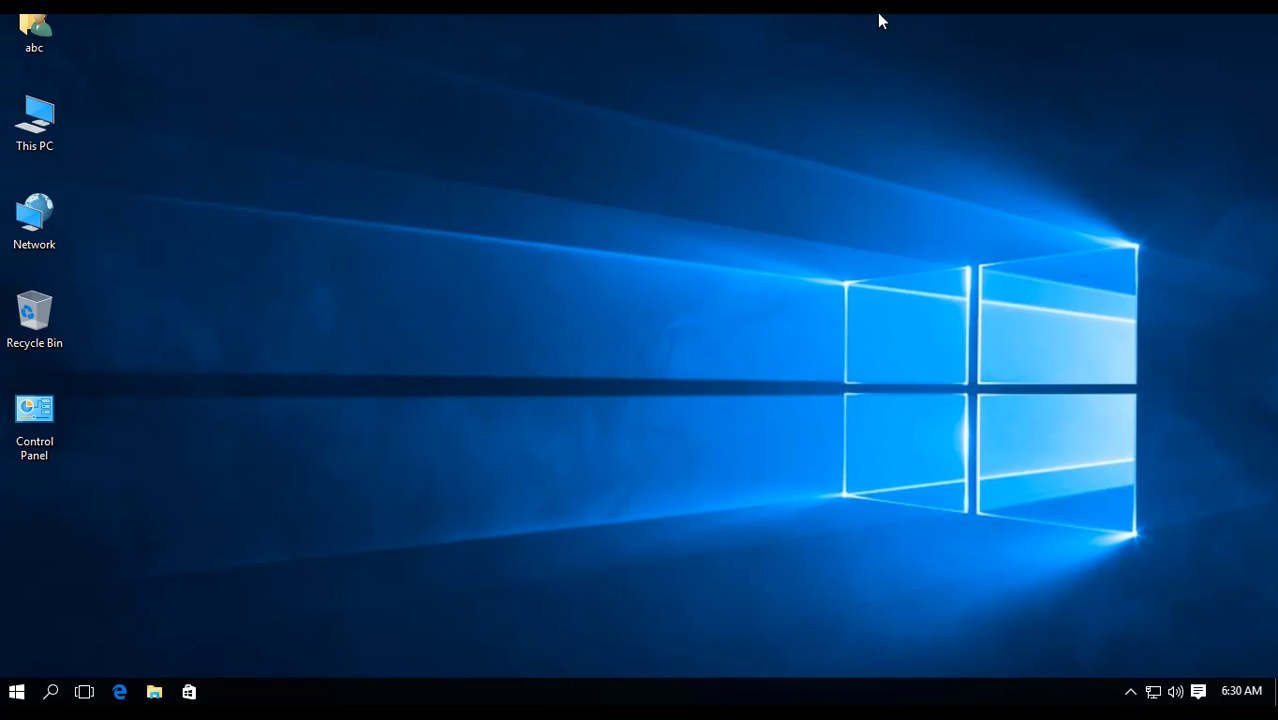 abc
This PC
Network
Recycle Bin
Control
Panel
6:30 AM